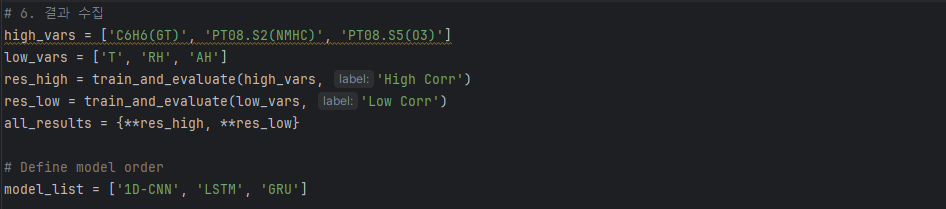 # 6. 결과 수집
high_vars = ['C6H6(GT)', 'PT08.S2(NMHC)', 'PT08.S5(O3)']
low_vars = ['T', 'RH', 'AH']
res_high = train_and_evaluate(high_vars, label: 'High Corr')
res_low = train_and_evaluate(low_vars, label: 'Low Corr')
all_results = {**res_high, **res_low}
# Define model order
model_list = ['1D-CNN', 'LSTM', 'GRU']